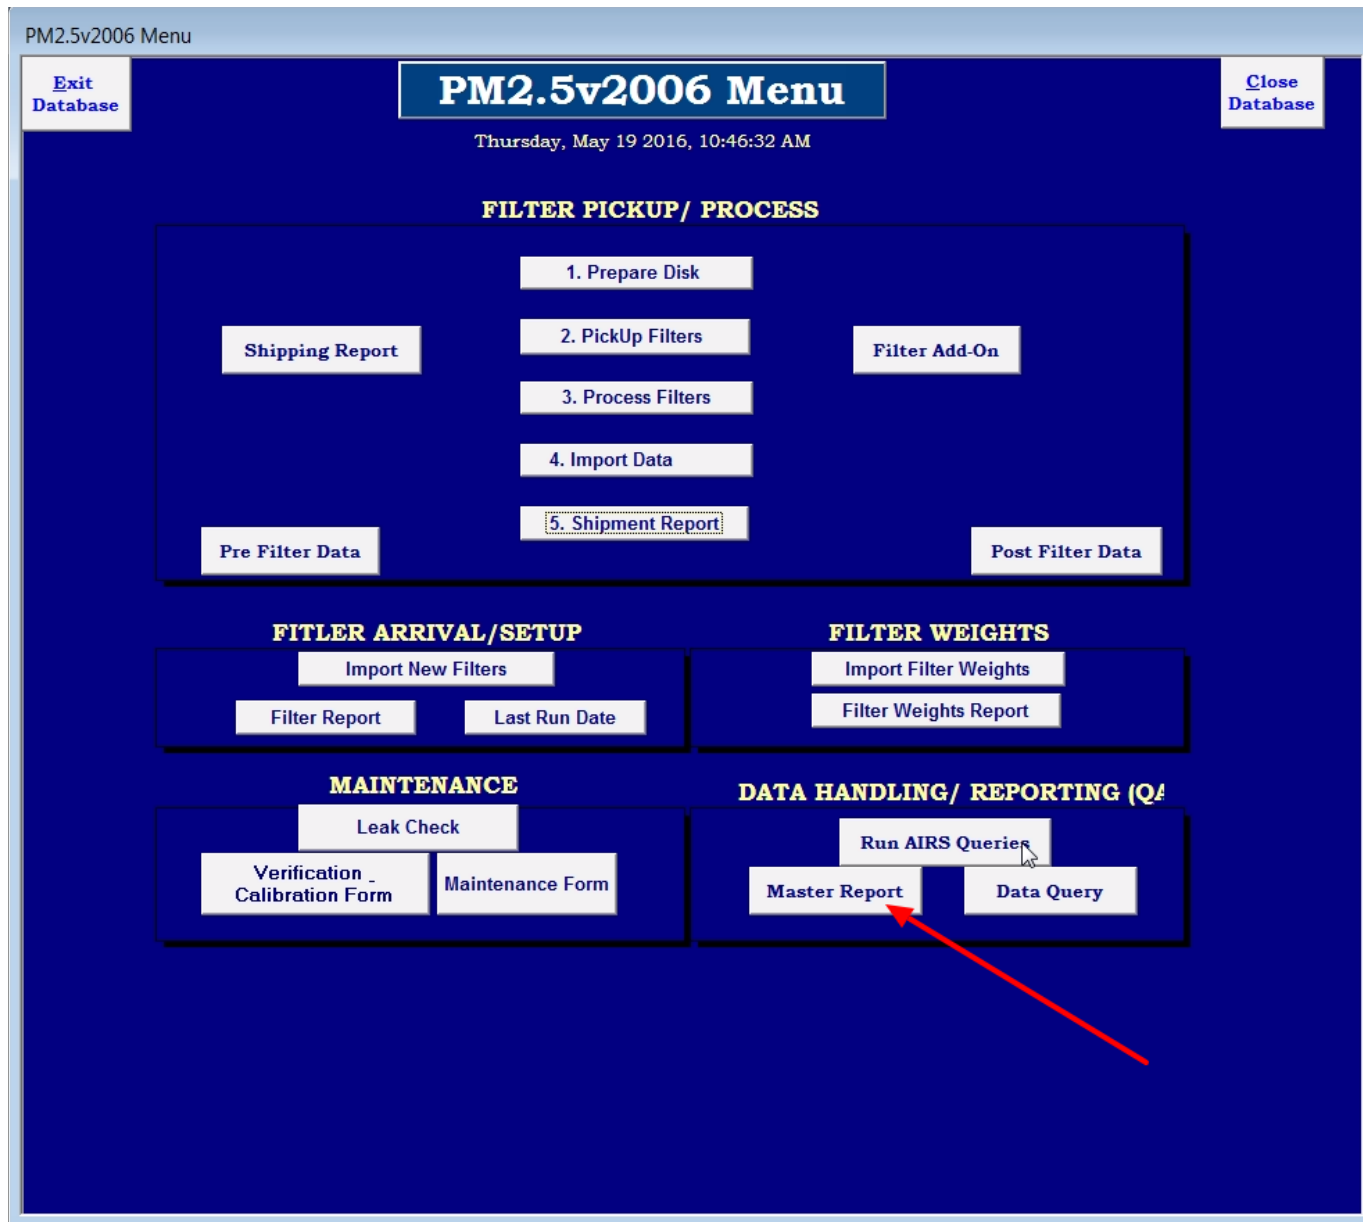 PM2.5v2006 Menu
Exit
Database
PM2.5v2006 Menu
Close
Database
Thursday, May 19 2016, 10:46:32 AM
FILTER PICKUP/ PROCESS
1. Prepare Disk
2. PickUp Filters
Shipping Report
Filter Add-On
3. Process Filters
4. Import Data
5. Shipment Report
Pre Filter Data
Post Filter Data
FITLER ARRIVAL/SETUP
Import New Filters
Filter Report
Last Run Date
FILTER WEIGHTS
Import Filter Weights
Filter Weights Report
MAINTENANCE
Leak Check
Verification _
Calibration Form
Maintenance Form
DATA HANDLING/ REPORTING (QA
Run AIRS Queries
Master Report
Data Query